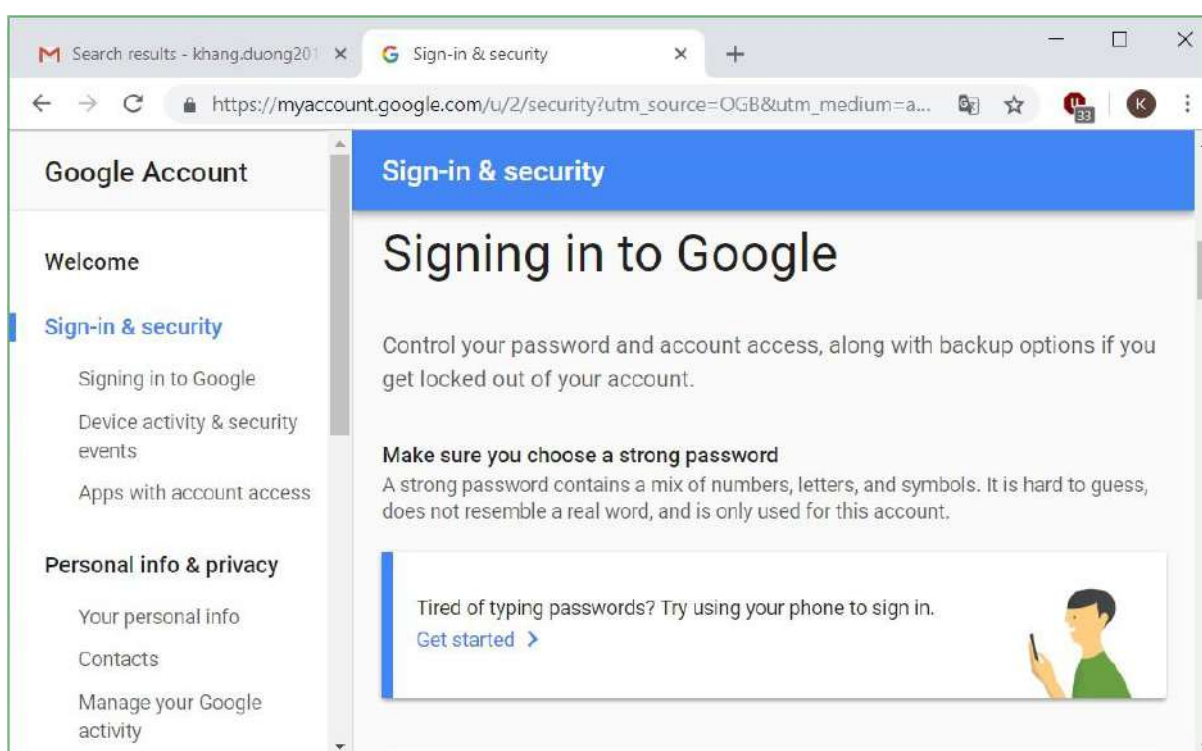 Search results - khang.duong201
Sign-in & security
https://myaccount.google.com/u/2/security?utm_source=OGB&utm_medium=a...
33
K
Google Account
Welcome
Sign-in & security
Signing in to Google
Device activity & security
events
Apps with account access
Personal info & privacy
Your personal info
Contacts
Manage your Google
activity
Sign-in & security
Signing in to Google
Control your password and account access, along with backup options if you
get locked out of your account.
Make sure you choose a strong password
A strong password contains a mix of numbers, letters, and symbols. It is hard to guess,
does not resemble a real word, and is only used for this account.
Tired of typing passwords? Try using your phone to sign in.
Get started